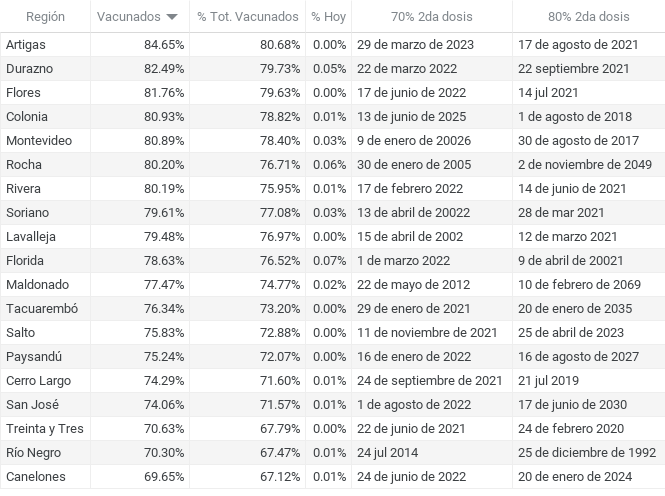 Región Vacunados % Tot. Vacunados % Hoy 70% 2da dosis 80% 2da dosis
Artigas 84.65% 80.68% 0.00% 29 de marzo de 2023 17 de agosto de 2021
Durazno 82.49% 79.73% 0.05% 22 de marzo 2022 22 septiembre 2021
Flores 81.76% 79.63% 0.00% 17 de junio de 2022 14 jul 2021
Colonia 80.93% 78.82% 0.01% 13 de junio de 2025 1 de agosto de 2018
Montevideo 80.89% 78.40% 0.03% 9 de enero de 20026 30 de agosto de 2017
Rocha 80.20% 76.71% 0.06% 30 de enero de 2005 2 de noviembre de 2049
Rivera 80.19% 75.95% 0.01% 17 de febrero 2022 14 de junio de 2021
Soriano 79.61% 77.08% 0.03% 13 de abril de 20022 28 de mar 2021
Lavalleja 79.48% 76.97% 0.00% 15 de abril de 2002 12 de marzo 2021
Florida 78.63% 76.52% 0.07% 1 de marzo 2022 9 de abril de 20021
Maldonado 77.47% 74.77% 0.02% 22 de mayo de 2012 10 de febrero de 2069
Tacuarembó 76.34% 73.20% 0.00% 29 de enero de 2021 20 de enero de 2035
Salto 75.83% 72.88% 0.00% 11 de noviembre de 2021 25 de abril de 2023
Paysandú 75.24% 72.07% 0.00% 16 de enero de 2022 16 de agosto de 2027
Cerro Largo 74.29% 71.60% 0.01% 24 de septiembre de 2021 21 jul 2019
San José 74.06% 71.57% 0.01% 1 de agosto de 2022 17 de junio de 2030
Treinta y Tres 70.63% 67.79% 0.00% 22 de junio de 2021 24 de febrero 2020
Río Negro 70.30% 67.47% 0.01% 24 jul 2014 25 de diciembre de 1992
Canelones 69.65% 67.12% 0.01% 24 de junio de 2022 20 de enero de 2024